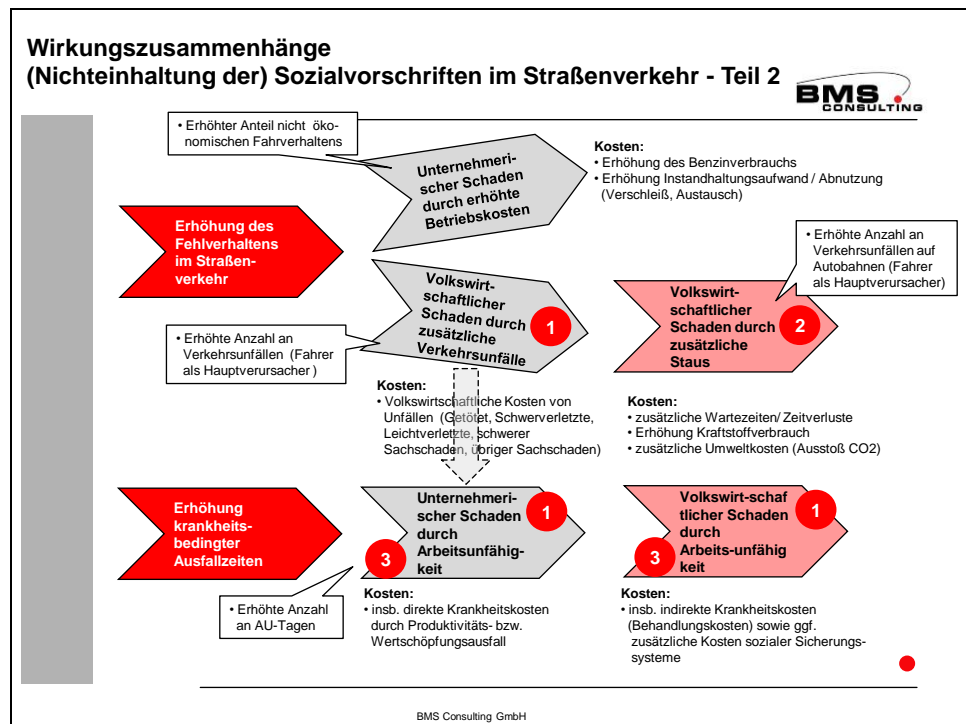 Wirkungszusammenhänge
(Nichteinhaltung der) Sozialvorschriften im Straßenverkehr - Teil 2
BMS
CONSULTING
• Erhöhter Anteil nicht öko-
nomischen Fahrverhaltens
Unternehmeri-
scher Schaden
durch erhöhte
Betriebskosten
Kosten:
• Erhöhung des Benzinverbrauchs
• Erhöhung Instandhaltungsaufwand / Abnutzung
(Verschleiß, Austausch)
Erhöhung des
Fehlverhaltens
im Straßen-
verkehr
• Erhöhte Anzahl an
Verkehrsunfällen auf
Autobahnen (Fahrer
als Hauptverursacher)
Volkswirt-
schaftlicher
Schaden durch
zusätzliche
Verkehrsunfälle
1
Volkswirt-
schaftlicher
Schaden durch
zusätzliche
Staus
2
• Erhöhte Anzahl an
Verkehrsunfällen (Fahrer
als Hauptverursacher )
Kosten:
• Volkswirtschaftliche Kosten von
Unfällen (Getötet, Schwerverletzte,
Leichtverletzte, schwerer
Sachschaden, übriger Sachschaden)
Kosten:
• zusätzliche Wartezeiten/ Zeitverluste
• Erhöhung Kraftstoffverbrauch
• zusätzliche Umweltkosten (Ausstoß CO2)
Erhöhung
krankheits-
bedingter
Ausfallzeiten
Unternehmeri-
scher Schaden
durch
Arbeitsunfähig-
keit
1
3
Volkswirt-schaf
tlicher Schaden
durch
Arbeits-unfähig
keit
1
3
• Erhöhte Anzahl
an AU-Tagen
Kosten:
• insb. direkte Krankheitskosten
durch Produktivitäts- bzw.
Wertschöpfungsausfall
Kosten:
• insb. indirekte Krankheitskosten
(Behandlungskosten) sowie ggf.
zusätzliche Kosten sozialer Sicherungs-
systeme
BMS Consulting GmbH